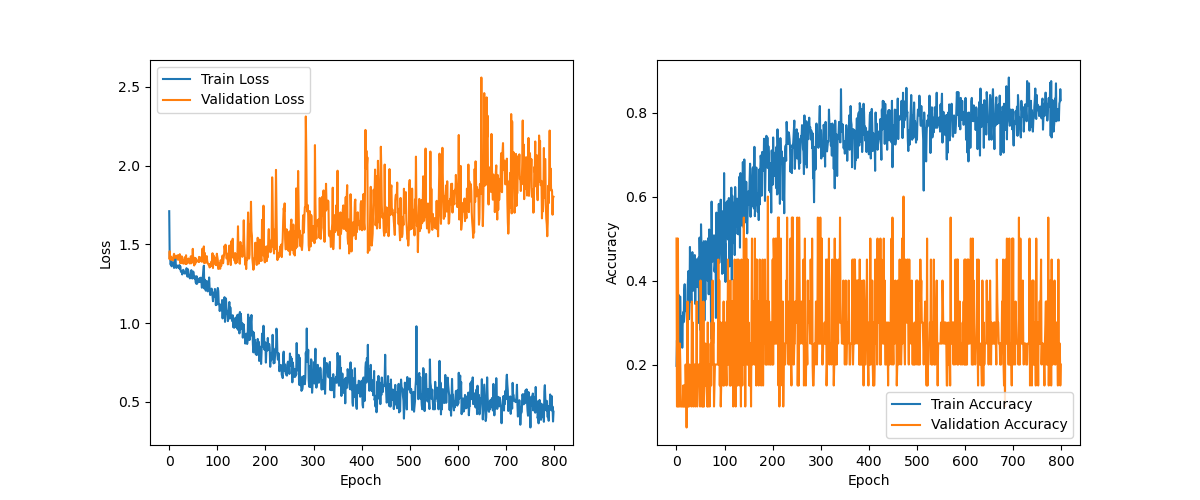 Train Loss
Validation Loss
2.5
2.0
1.5
1.0
0.5
Loss
0 100 200 300 400 500 600 700 800
Epoch
0.8
0.6
0.4
0.2
Accuracy
Train Accuracy
Validation Accuracy
0 100 200 300 400 500 600 700 800
Epoch